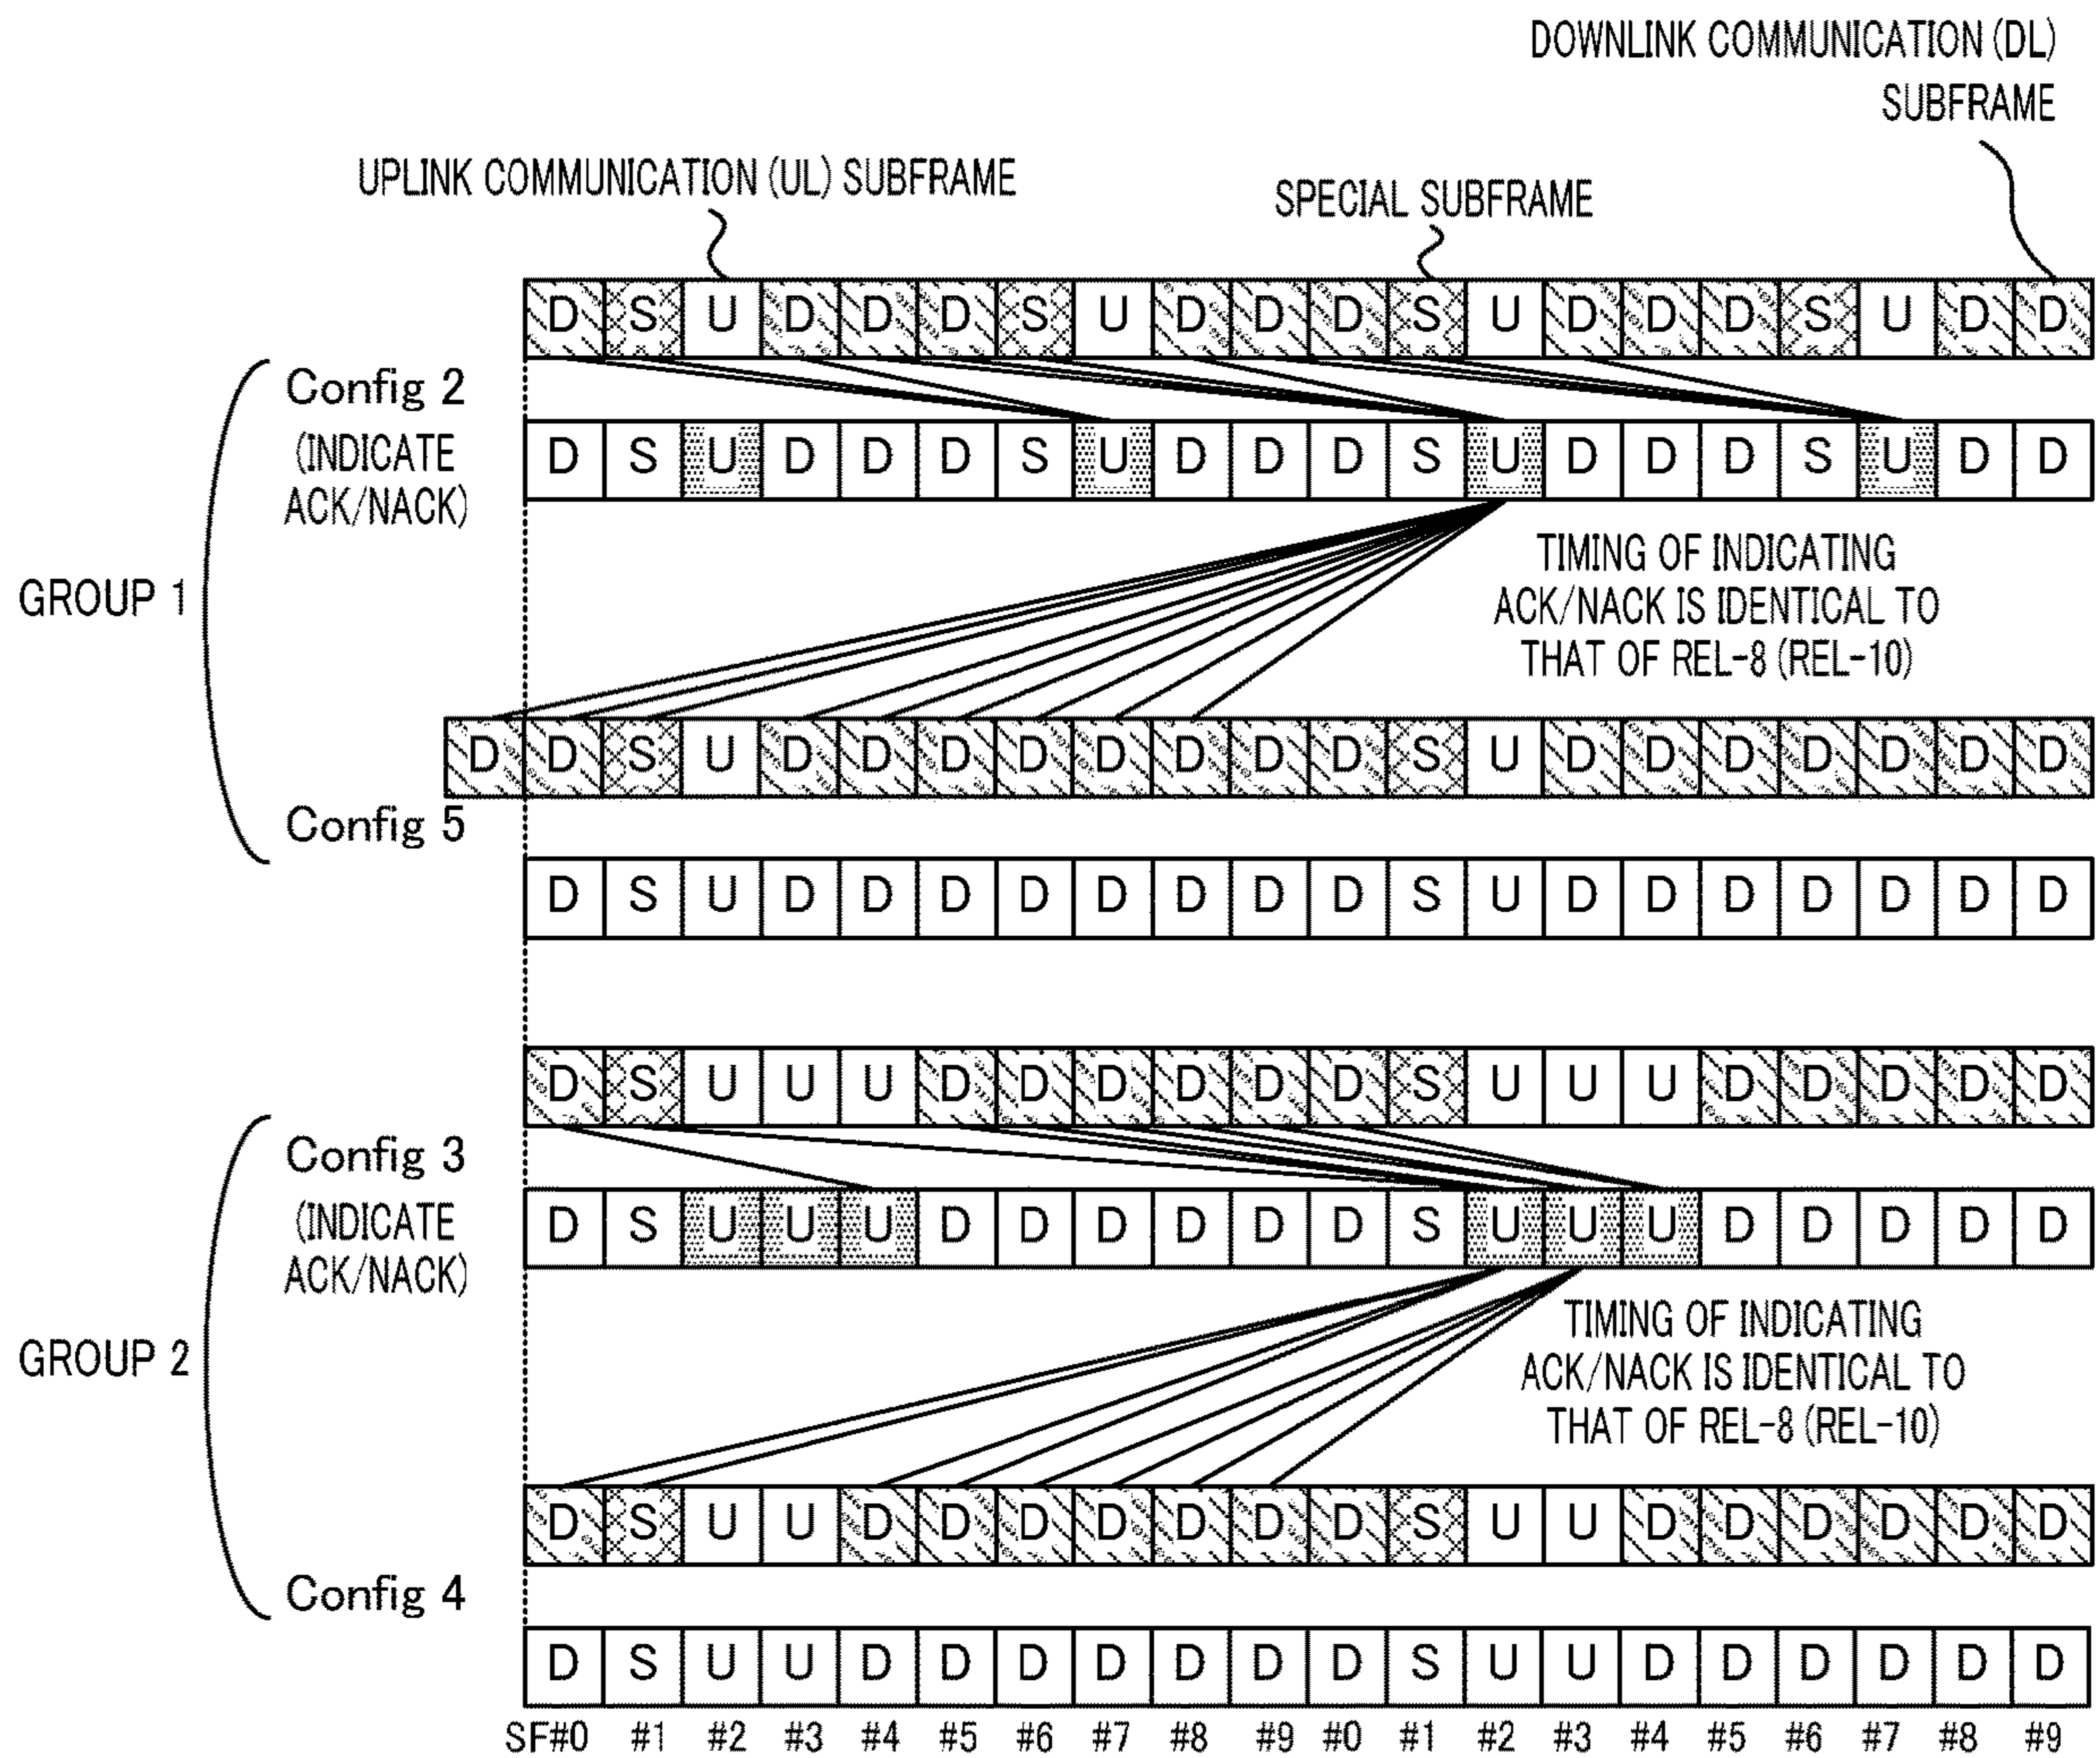 DOWNLINK COMMUNICATION (DL)
SUBFRAME
UPLINK COMMUNICATION (UL) SUBFRAME
SPECIAL SUBFRAME
D S U D D D S U D D D S U D D D S U D D
Config 2
(INDICATE
ACK/NACK)
D S U D D D S U D D D S U D D D S U D D
GROUP 1
TIMING OF INDICATING
ACK/NACK IS IDENTICAL TO
THAT OF REL-8 (REL-10)
D D S U D D D D D D D D S U D D D D D D D
Config 5
D S U D D D D D D D D S U D D D D D D D
D S U U U D D D D D D S U U U D D D D D
Config 3
(INDICATE
ACK/NACK)
D S U U U D D D D D D S U U U D D D D D
GROUP 2
TIMING OF INDICATING
ACK/NACK IS IDENTICAL TO
THAT OF REL-8 (REL-10)
D S U U D D D D D D D S U U D D D D D D
Config 4
D S U U D D D D D D D S U U D D D D D D
SF#0 #1 #2 #3 #4 #5 #6 #7 #8 #9 #0 #1 #2 #3 #4 #5 #6 #7 #8 #9